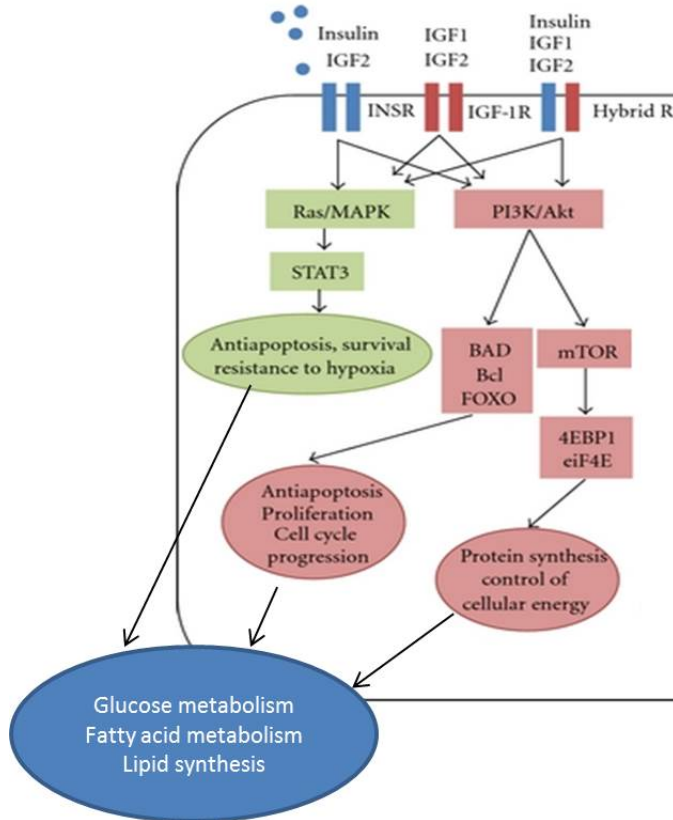 Insulin
IGF2
IGF1
IGF2
Insulin
IGF1
IGF2
INSR
IGF-1R
Hybrid R
Ras/MAPK
PI3K/Akt
STAT3
Antiapoptosis, survival
resistance to hypoxia
BAD
Bcl
FOXO
mTOR
4EBP1
eiF4E
Antiapoptosis
Proliferation
Cell cycle
progression
Protein synthesis
control of
cellular energy
Glucose metabolism
Fatty acid metabolism
Lipid synthesis